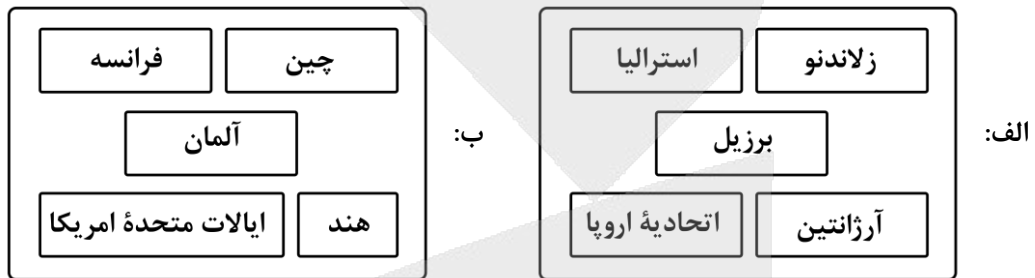 الف:
زلاندنو
استرالیا
برزیل
آرژانتین
اتحادیهٔ اروپا
ب:
چین
فرانسه
آلمان
هند
ایالات متحدهٔ امریکا